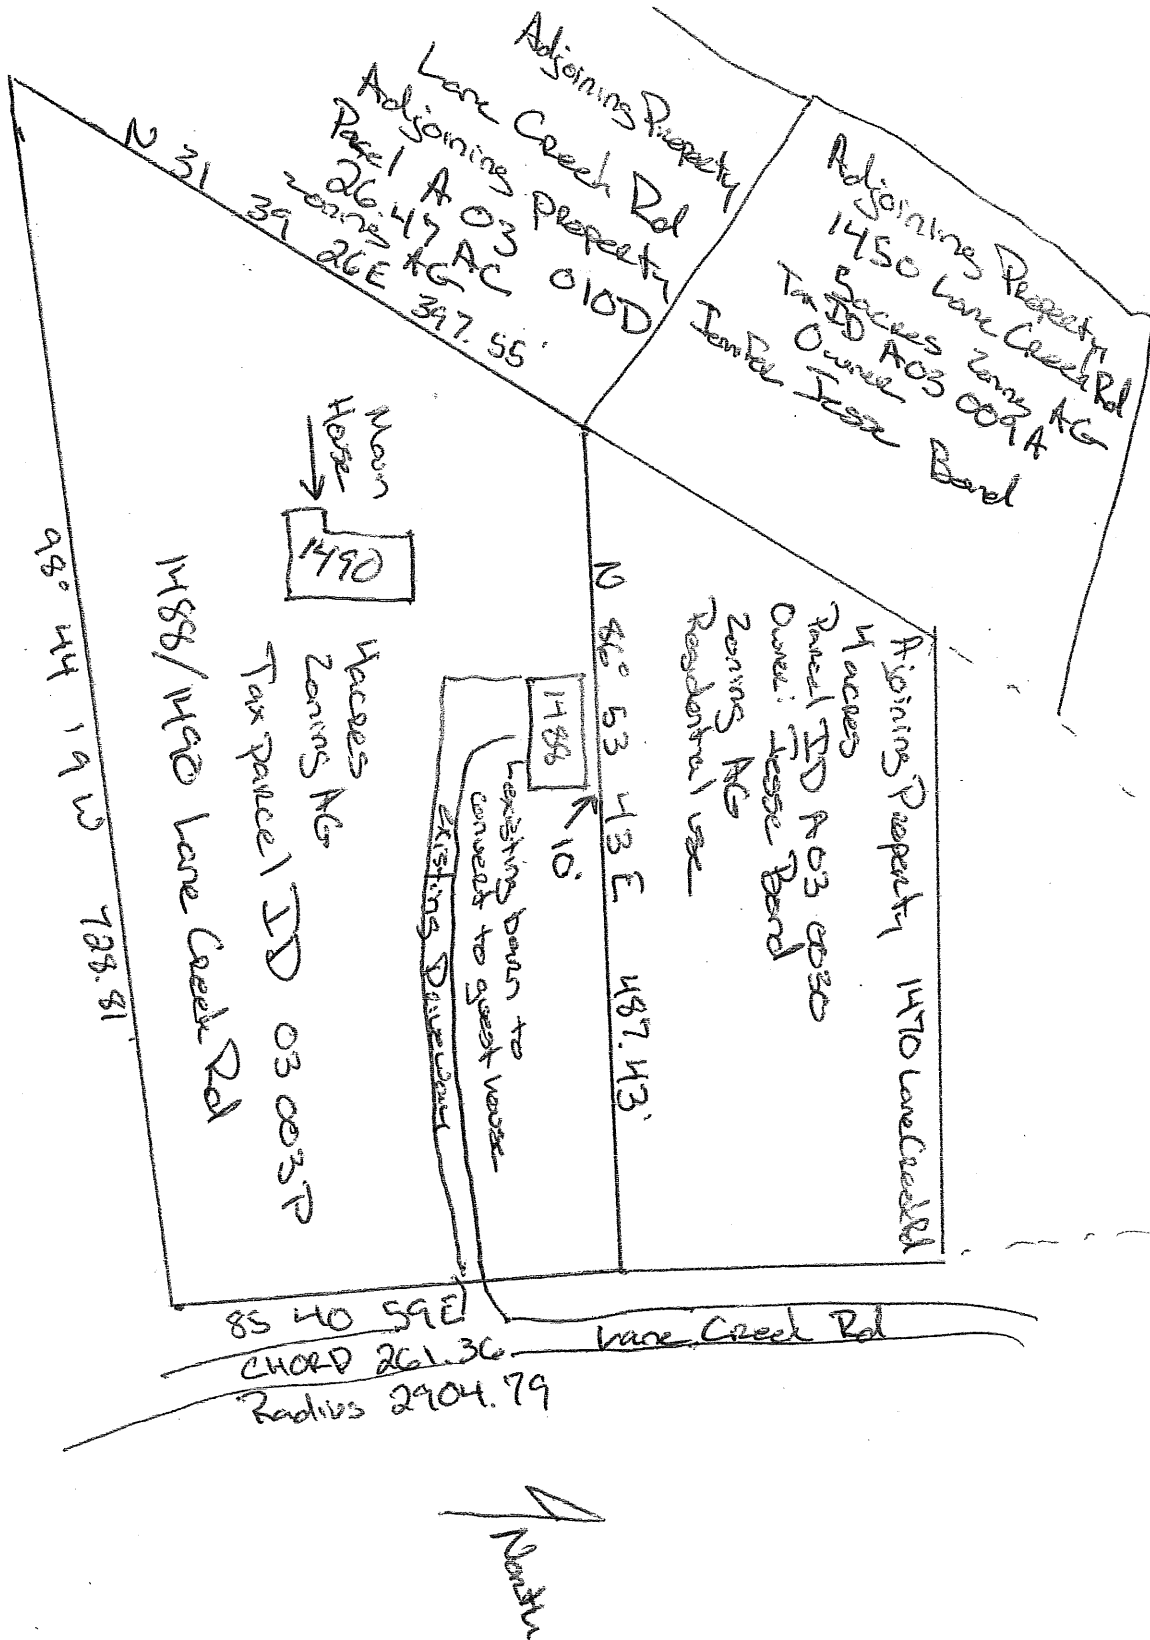 Adjoining Property
Lane Creek Rd
Adjoining Property
Parcel A 03 010D
26.47 AC
Zoning AG
N 31 39 26E 397.55'
Adjoining Property
1450 Lane Creek Rd
5 acres Zoning AG
Tax ID A03 009A
Owner
Jennifer Jesse Bond
Ajoining Property 1470 Lane Creek Rd
4 acres
Parcel ID A 03
Owner: Jesse Bond
Zoning AG
Residential use
N 86° 53 43 E 487.43'
10'
1488
existing barn to
convert to guest house
existing Driveway
Main
House
1490
4 acres
Zoning AG
Tax parcel ID 03 003P
1488/1490 Lane Creek Rd
98° 44 19 W 728.81'
85 40 59E
Lane Creek Rd
CHORD 261.36
Radius 2904.79
North